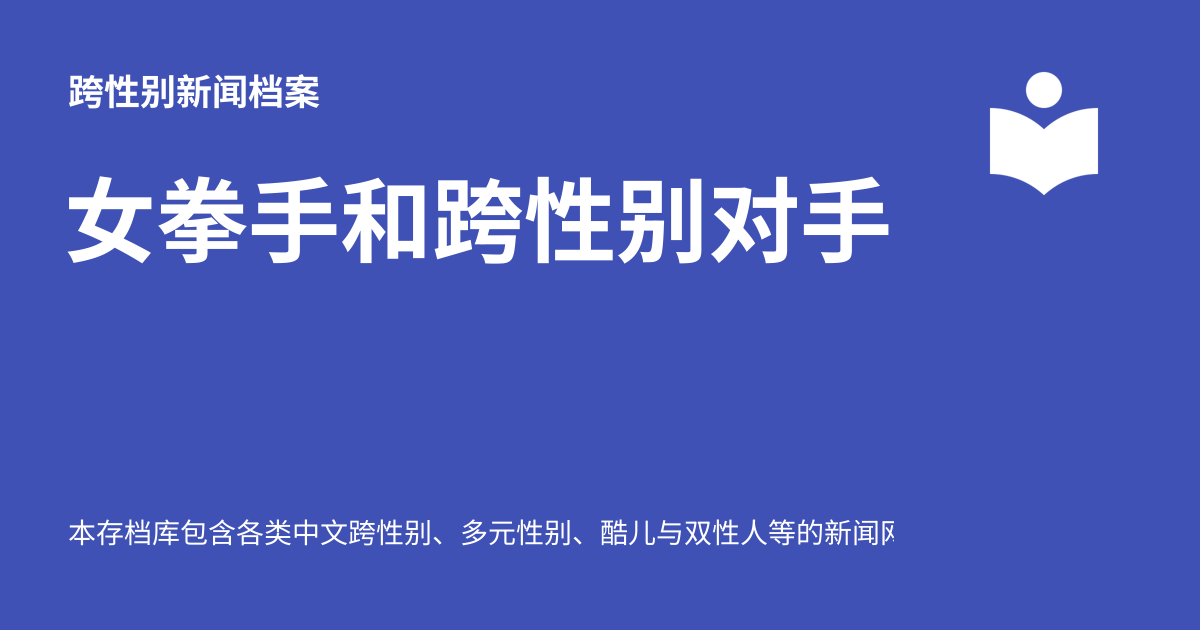 跨性别新闻档案
女拳手和跨性别对手
本存档库包含各类中文跨性别、多元性别、酷儿与双性人等的新闻